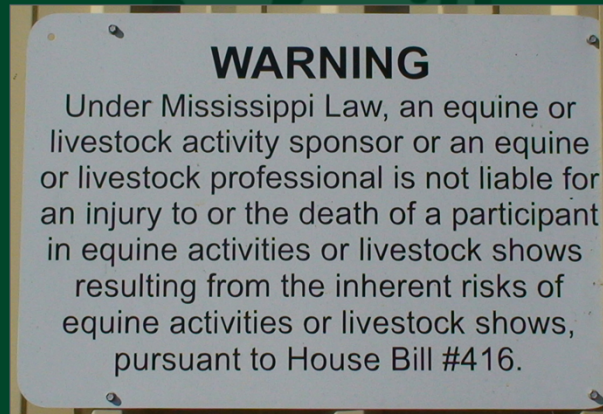 WARNING
Under Mississippi Law, an equine or
livestock activity sponsor or an equine
or livestock professional is not liable for
an injury to or the death of a participant
in equine activities or livestock shows
resulting from the inherent risks of
equine activities or livestock shows,
pursuant to House Bill #416.